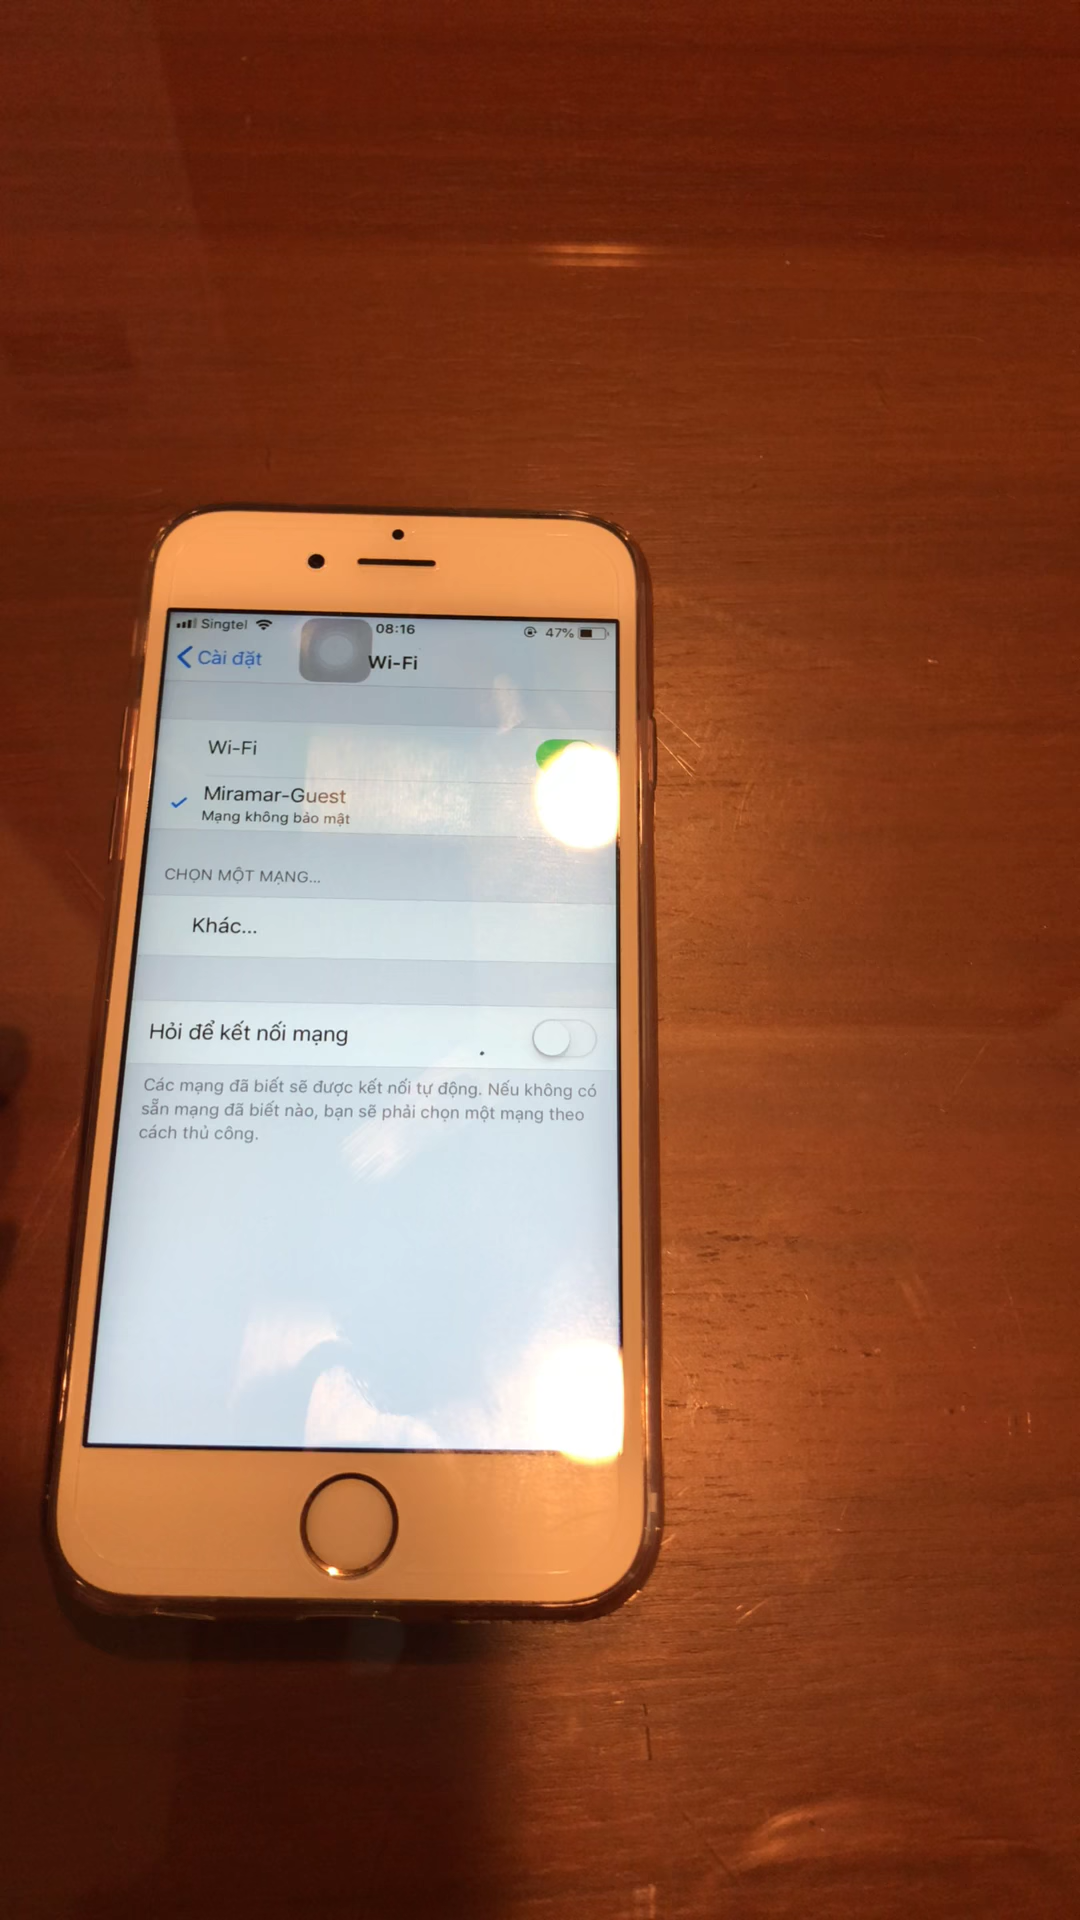 Singtel 08:16 47%
Cài đặt Wi-Fi
Wi-Fi
Miramar-Guest
Mạng không bảo mật
CHỌN MỘT MẠNG...
Khác...
Hỏi để kết nối mạng
Các mạng đã biết sẽ được kết nối tự động. Nếu không có
sẵn mạng đã biết nào, bạn sẽ phải chọn một mạng theo
cách thủ công.